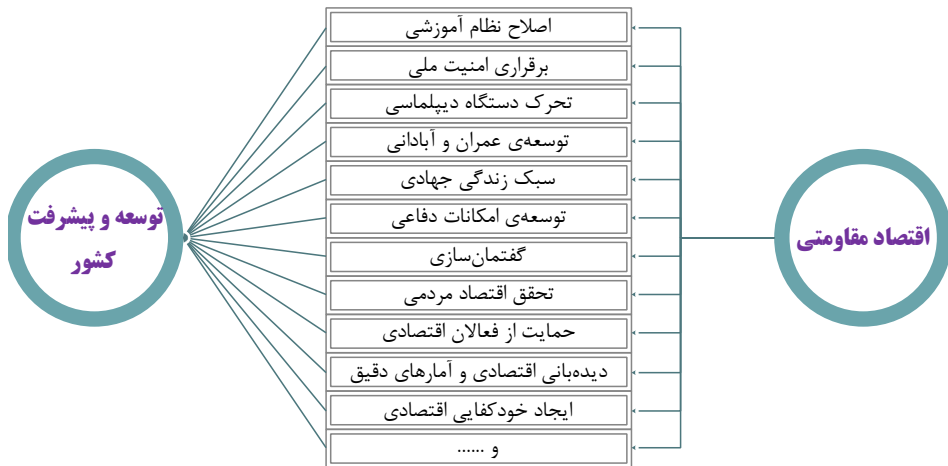 اقتصاد مقاومتی
اصلاح نظام آموزشی
برقراری امنیت ملی
تحرک دستگاه دیپلماسی
توسعه‌ی عمران و آبادانی
سبک زندگی جهادی
توسعه‌ی امکانات دفاعی
گفتمان‌سازی
تحقق اقتصاد مردمی
حمایت از فعالان اقتصادی
دیده‌بانی اقتصادی و آمارهای دقیق
ایجاد خودکفایی اقتصادی
و ......
توسعه و پیشرفت
کشور